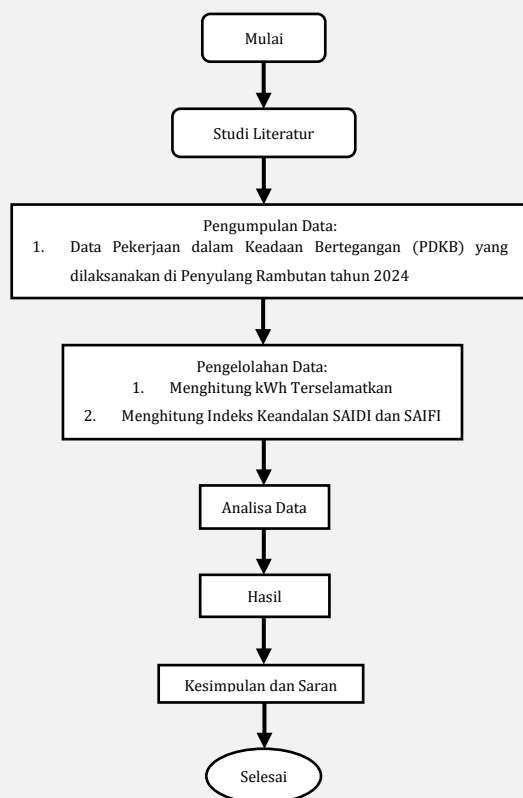 Mulai
Studi Literatur
Pengumpulan Data:
1. Data Pekerjaan dalam Keadaan Bertegangan (PDKB) yang
dilaksanakan di Penyulang Rambutan tahun 2024
Pengelolahan Data:
1. Menghitung kWh Terselamatkan
2. Menghitung Indeks Keandalan SAIDI dan SAIFI
Analisa Data
Hasil
Kesimpulan dan Saran
Selesai